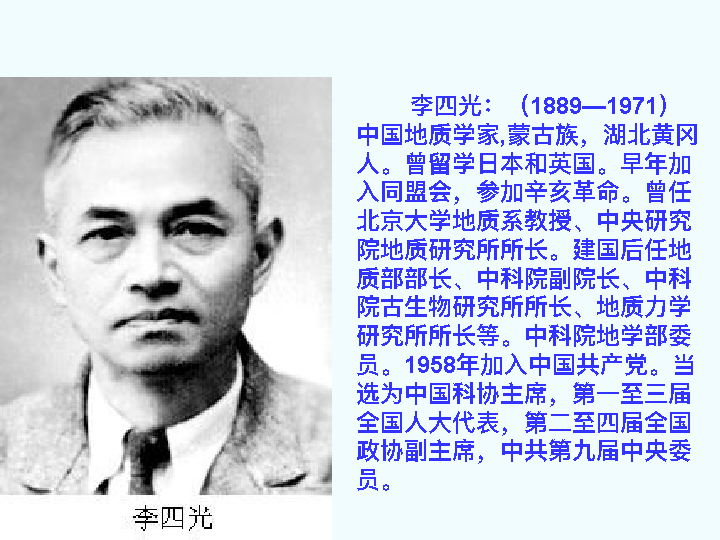 李四光：（1889—1971）
中国地质学家,蒙古族，湖北黄冈
人。曾留学日本和英国。早年加
入同盟会，参加辛亥革命。曾任
北京大学地质系教授、中央研究
院地质研究所所长。建国后任地
质部部长、中科院副院长、中科
院古生物研究所所长、地质力学
研究所所长等。中科院地学部委
员。1958年加入中国共产党。当
选为中国科协主席，第一至三届
全国人大代表，第二至四届全国
政协副主席，中共第九届中央委
员。
李四光